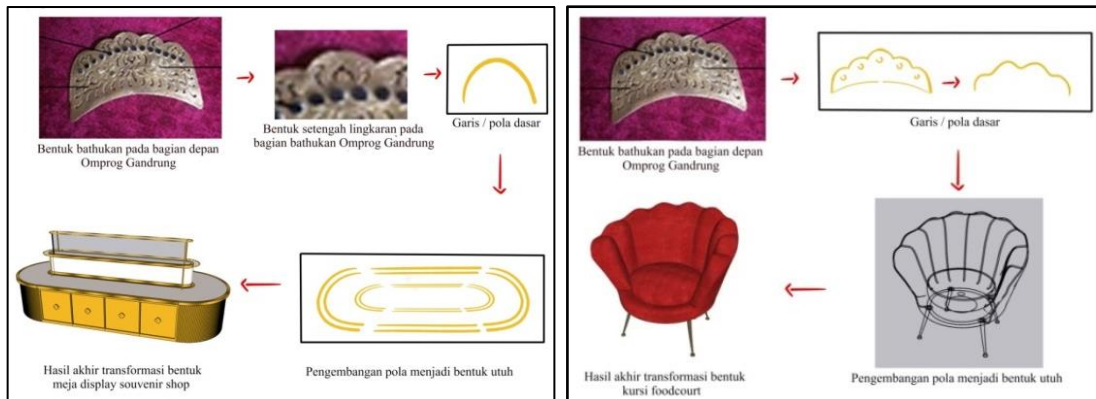 Bentuk bathukan pada bagian depan
Omprog Gandrung
Bentuk setengah lingkaran pada
bagian bathukan Omprog Gandrung
Garis / pola dasar
Hasil akhir transformasi bentuk
meja display souvenir shop
Pengembangan pola menjadi bentuk utuh
Bentuk bathukan pada bagian depan
Omprog Gandrung
Garis / pola dasar
Hasil akhir transformasi bentuk
kursi foodcourt
Pengembangan pola menjadi bentuk utuh